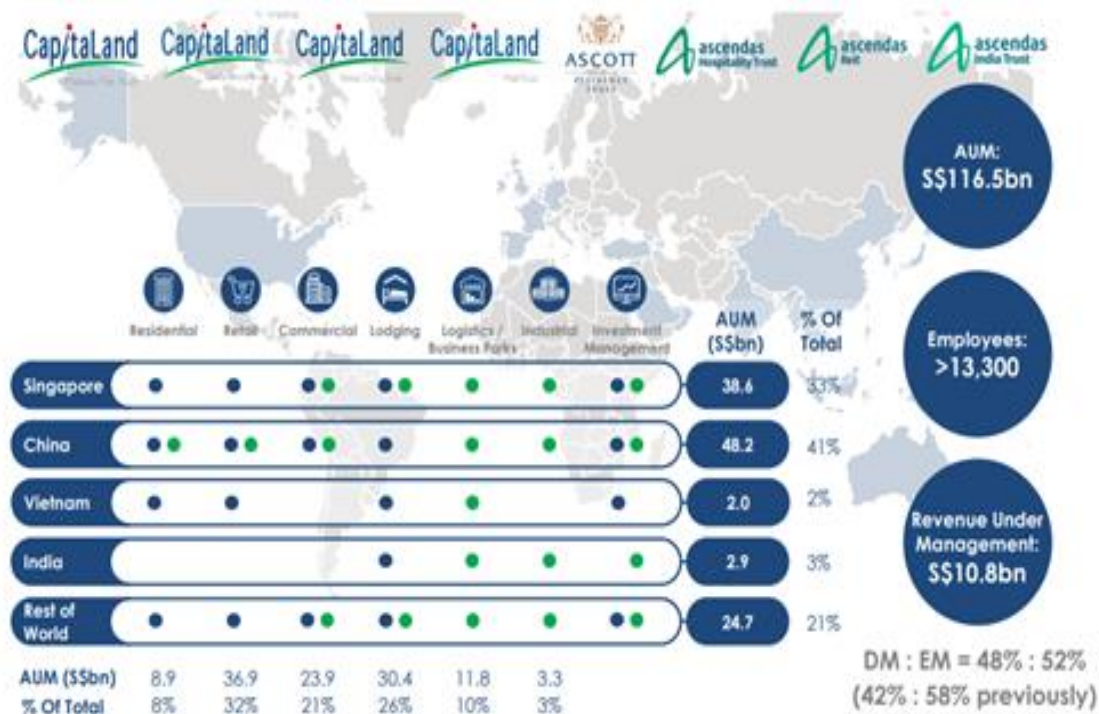 CapitaLand CapitaLand CapitaLand CapitaLand ASCOTT ascendas ascendas ascendas
RESIDENCE Hospitality Trust Reit India Trust
TRUST
AUM:
S$116.5bn
Residential Retail Commercial Lodging Logistics / Industrial Investment
Business Parks Management
AUM % Of
(S$bn) Total
Employees:
>13,300
Singapore 38.6 33%
China 48.2 41%
Vietnam 2.0 2%
Revenue Under
Management:
S$10.8bn
India 2.9 3%
Rest of
World 24.7 21%
AUM (S$bn) 8.9 36.9 23.9 30.4 11.8 3.3
% Of Total 8% 32% 21% 26% 10% 3%
DM : EM = 48% : 52%
(42% : 58% previously)